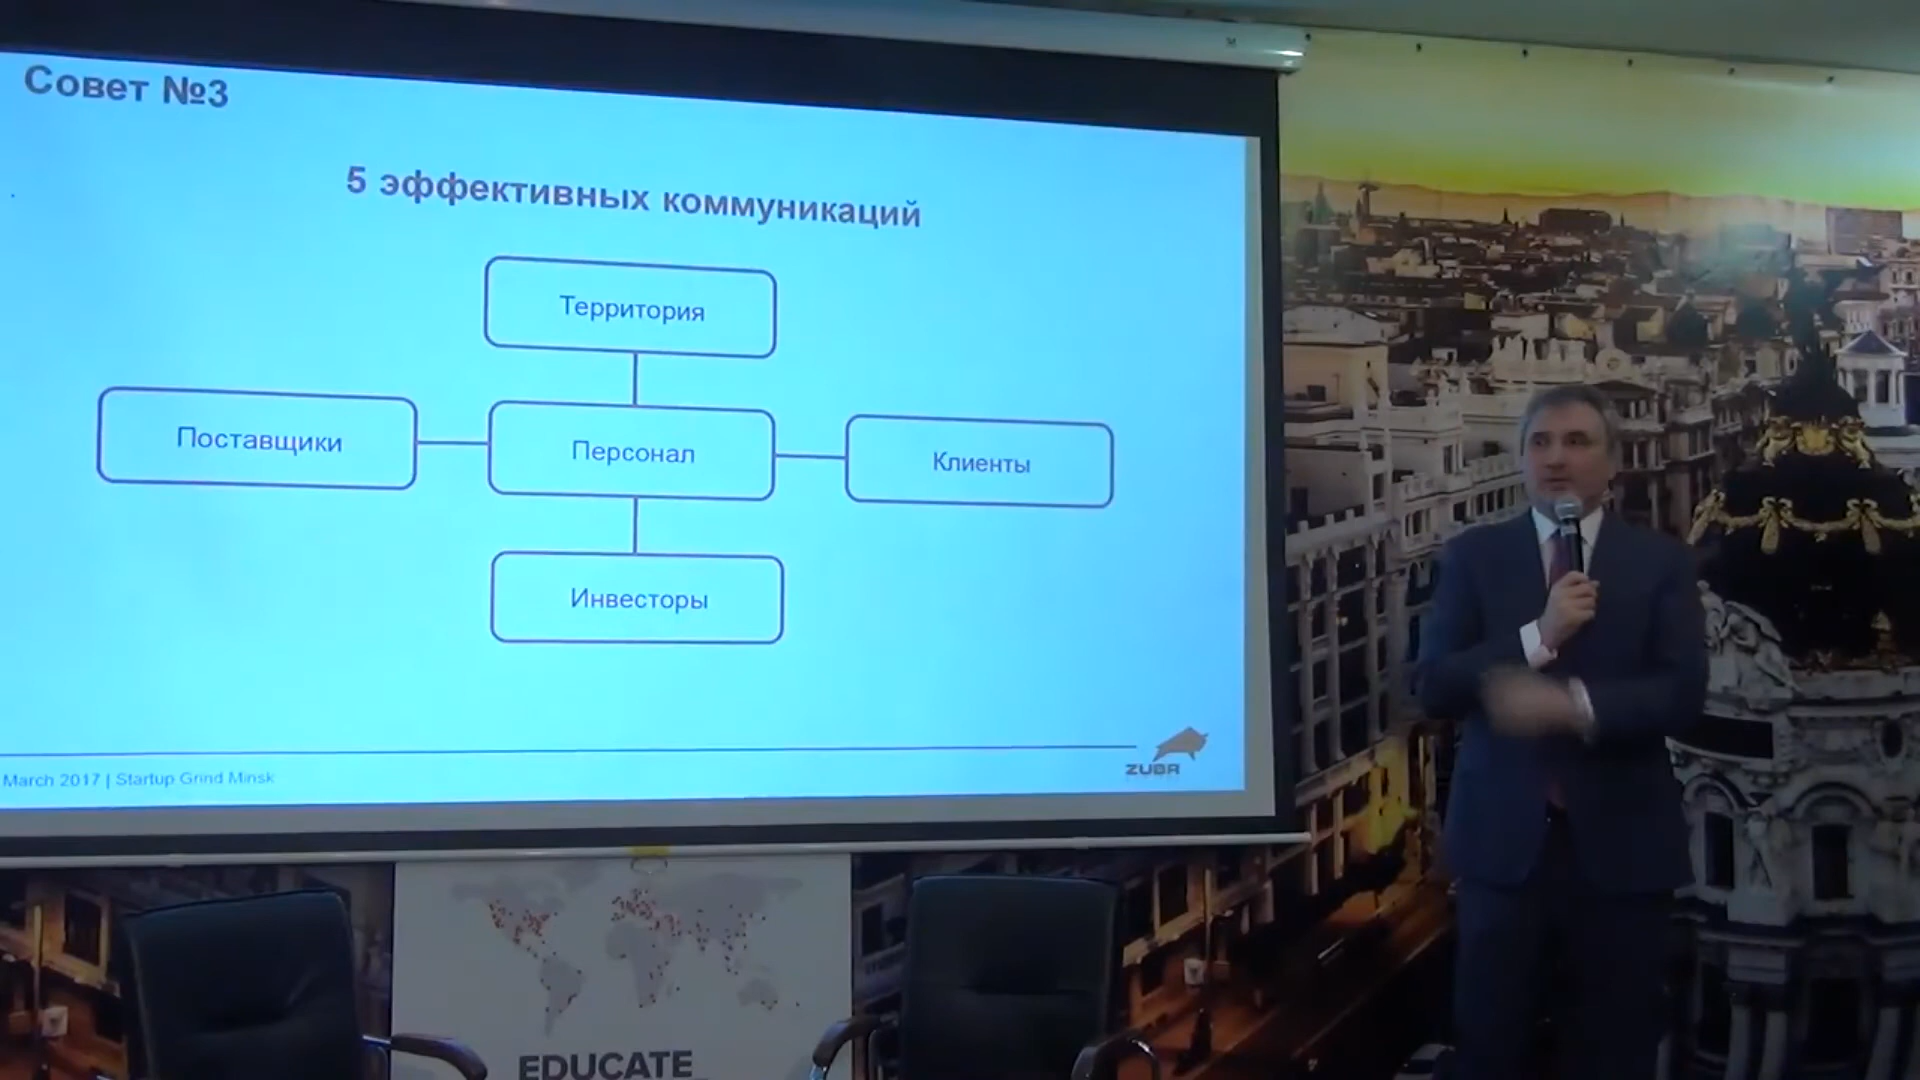 Совет №3
5 эффективных коммуникаций
Территория
Поставщики
Персонал
Клиенты
Инвесторы
March 2017 | Startup Grind Minsk
ZUBR
EDUCATE